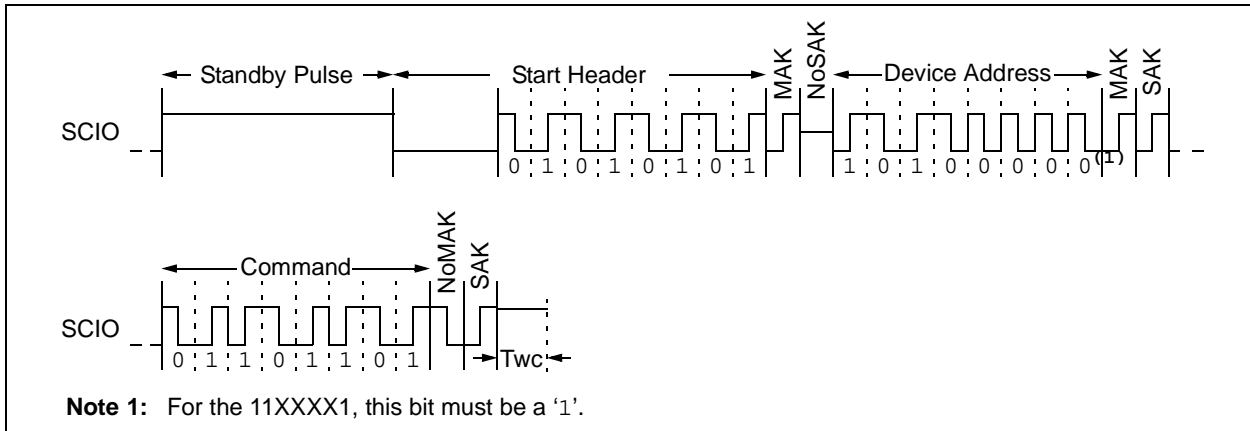 Standby Pulse Start Header MAK NoSAK Device Address MAK SAK
SCIO
0 1 0 1 0 1 0 1 1 0 1 0 0 0 0 0(1)
Command NoMAK SAK
SCIO
0 1 1 0 1 1 0 1 Twc
Note 1: For the 11XXXX1, this bit must be a ‘1’.